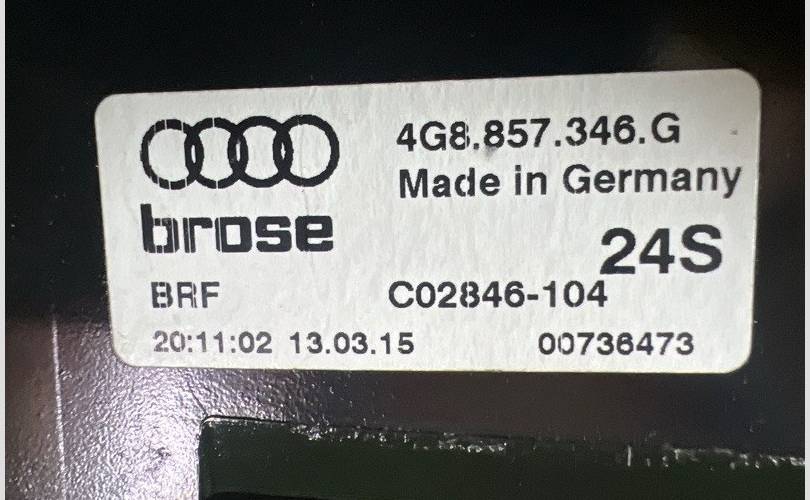 4G8.857.346.G
Made in Germany
brose
24S
BRF C02846-104
20:11:02 13.03.15 00736473